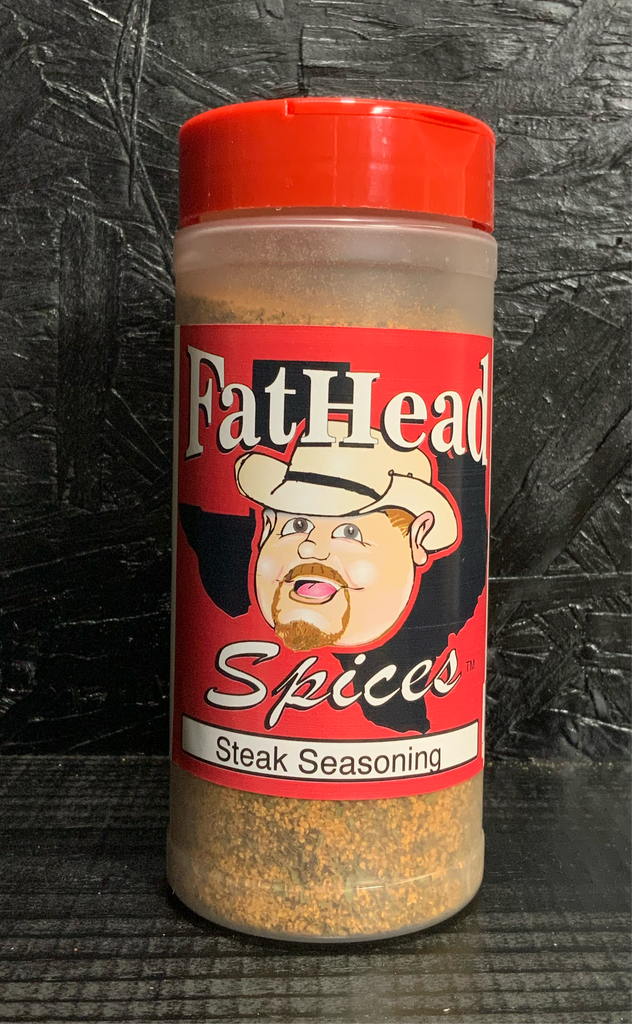 FatHead
Spices™
Steak Seasoning